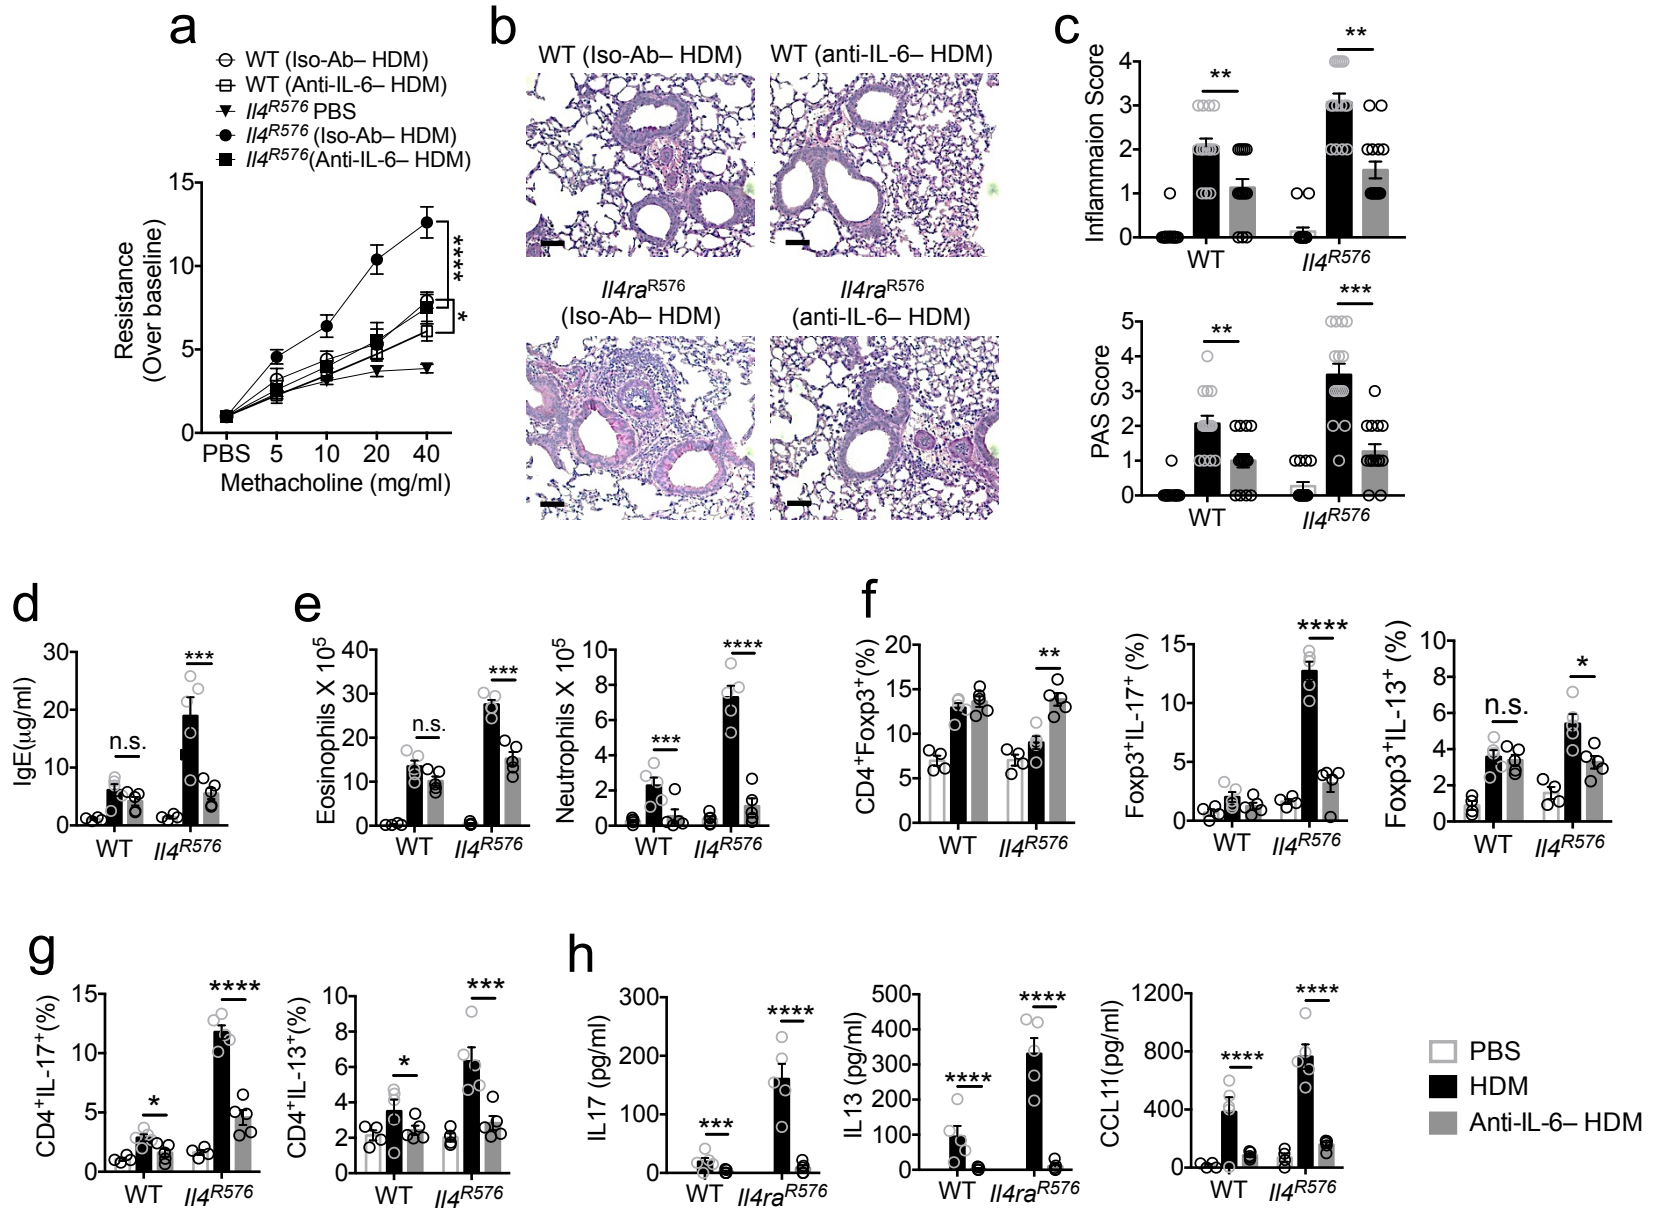 a
WT (Iso-Ab– HDM)
WT (Anti-IL-6– HDM)
Il4R576 PBS
Il4R576 (Iso-Ab– HDM)
Il4R576(Anti-IL-6– HDM)
15
10
5
0
Resistance
(Over baseline)
****
*
PBS 5 10 20 40
Methacholine (mg/ml)
b
WT (Iso-Ab– HDM)
WT (anti-IL-6– HDM)
Il4raR576
(Iso-Ab– HDM)
Il4raR576
(anti-IL-6– HDM)
c
Inflammaion Score
4
3
2
1
0
**
**
WT Il4R576
PAS Score
5
4
3
2
1
0
**
***
WT Il4R576
d
IgE(µg/ml)
30
20
10
0
n.s.
***
WT Il4R576
e
Eosinophils X 105
40
30
20
10
0
n.s.
***
WT Il4R576
Neutrophils X 105
10
8
6
4
2
0
***
****
WT Il4R576
f
CD4+Foxp3+(%)
20
15
10
5
0
**
WT Il4R576
Foxp3+IL-17+ (%)
15
10
5
0
****
WT Il4R576
Foxp3+IL-13+ (%)
10
8
6
4
2
0
n.s.
*
WT Il4R576
g
CD4+IL-17+(%)
15
10
5
0
*
****
WT Il4R576
CD4+IL-13+(%)
10
8
6
4
2
0
*
***
WT Il4R576
h
IL17 (pg/ml)
300
200
100
0
***
****
WT Il4raR576
IL13 (pg/ml)
500
400
300
200
100
0
****
****
WT Il4raR576
CCL11(pg/ml)
1200
800
400
0
****
****
WT Il4R576
PBS
HDM
Anti-IL-6– HDM